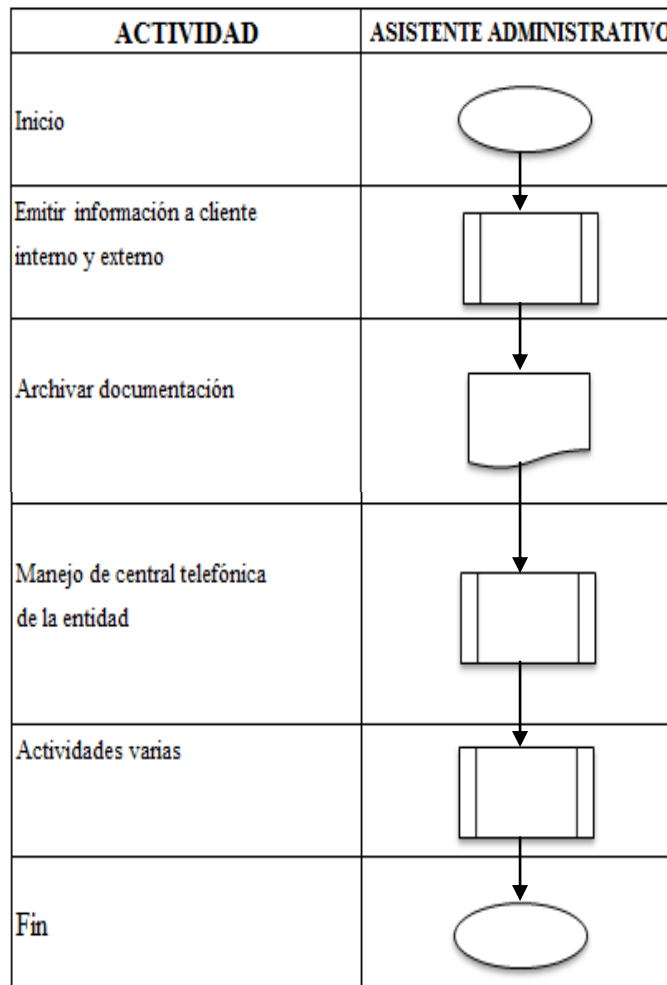 ACTIVIDAD
ASISTENTE ADMINISTRATIVO
Inicio
Emitir información a cliente
interno y externo
Archivar documentación
Manejo de central telefónica
de la entidad
Actividades varias
Fin